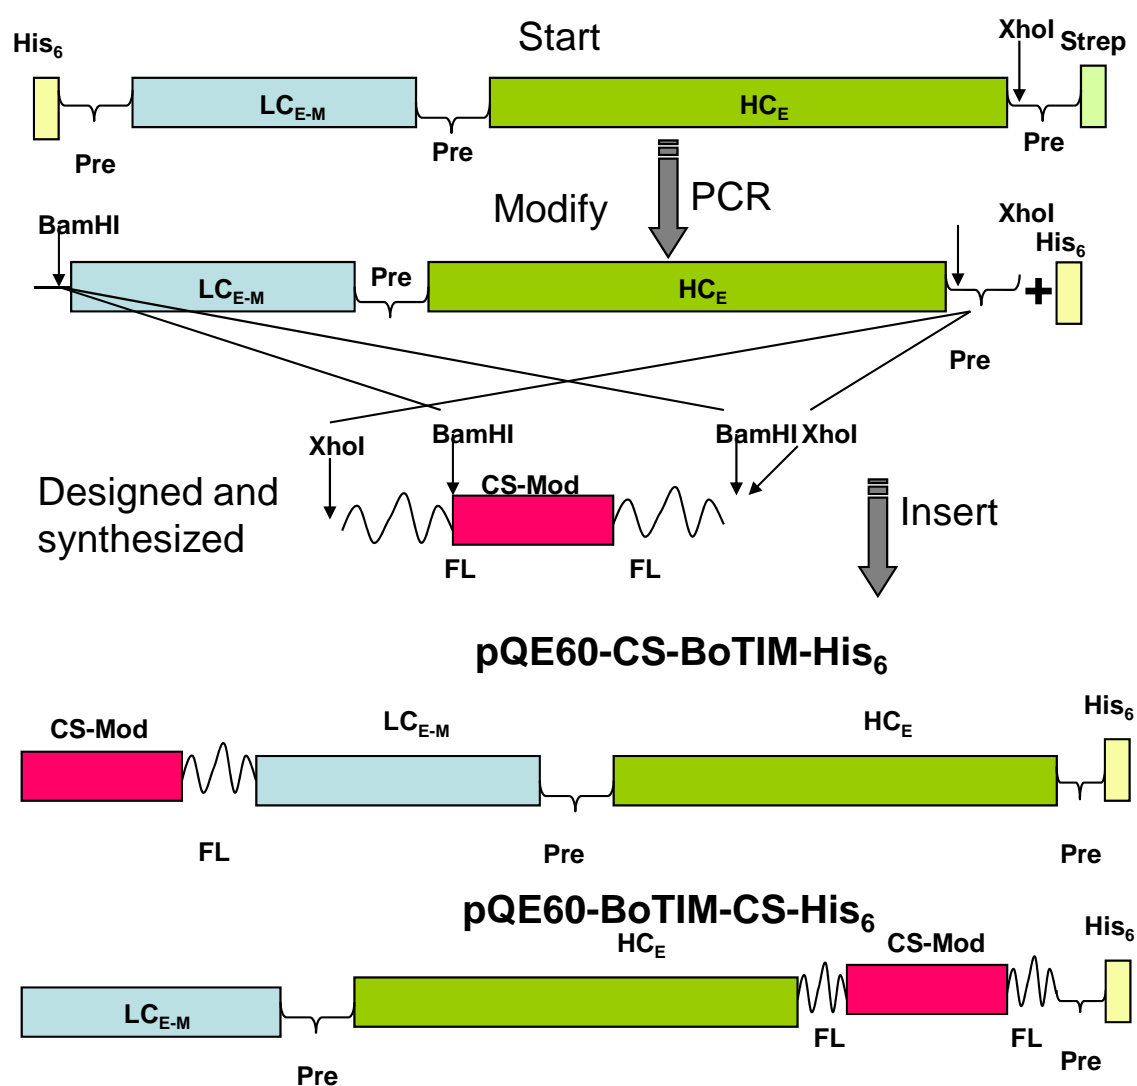 Start
His6
XhoI
Strep
LCE-M
HCE
Pre
Pre
Pre
Modify
PCR
BamHI
XhoI
His6
LCE-M
Pre
HCE
+
Pre
XhoI
BamHI
BamHI
XhoI
Designed and
synthesized
CS-Mod
FL
FL
Insert
pQE60-CS-BoTIM-His6
CS-Mod
LCE-M
HCE
His6
FL
Pre
Pre
pQE60-BoTIM-CS-His6
HCE
CS-Mod
His6
LCE-M
FL
FL
Pre
Pre